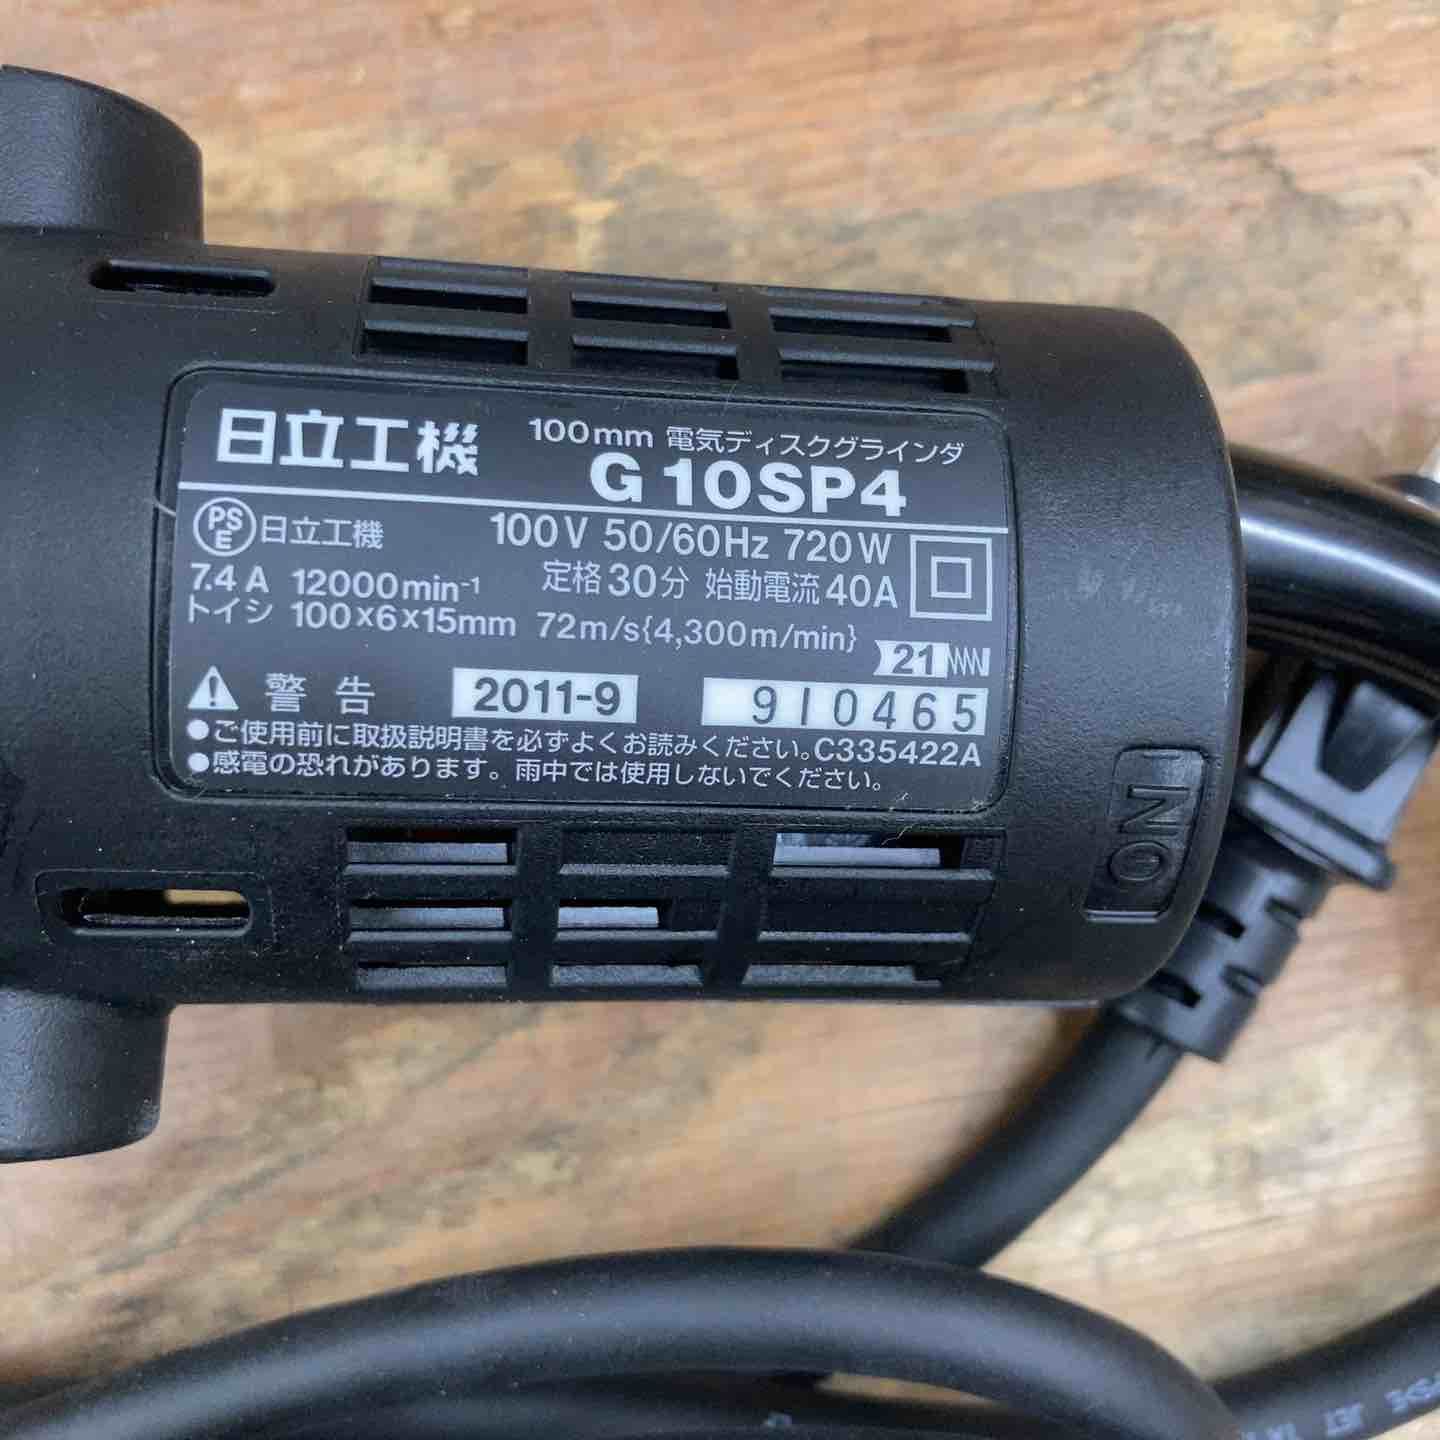 日立工機 100mm 電気ディスクグラインダ
G10SP4
PSE 日立工機 100V 50/60Hz 720W
7.4A 12000min⁻¹ 定格30分 始動電流40A
トイシ 100×6×15mm 72m/s{4,300m/min}
21
警告 2011-9 910465
●ご使用前に取扱説明書を必ずよくお読みください。C335422A
●感電の恐れがあります。雨中では使用しないでください。
ON